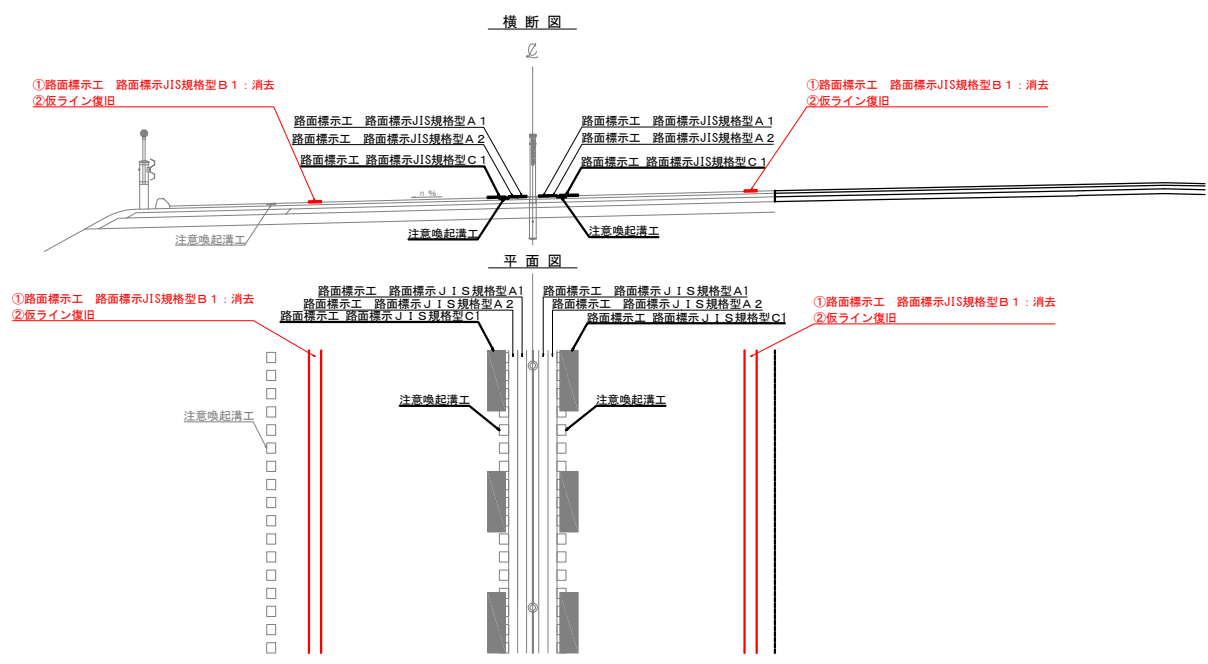 横 断 図
℄
①路面標示工　路面標示JIS規格型Ｂ１：消去
②仮ライン復旧
①路面標示工　路面標示JIS規格型Ｂ１：消去
②仮ライン復旧
路面標示工　路面標示JIS規格型Ａ１
路面標示工　路面標示JIS規格型Ａ２
路面標示工 路面標示JIS規格型Ｃ１
路面標示工　路面標示JIS規格型Ａ１
路面標示工　路面標示JIS規格型Ａ２
路面標示工 路面標示JIS規格型Ｃ１
n %
注意喚起溝工
注意喚起溝工
注意喚起溝工
平 面 図
①路面標示工　路面標示JIS規格型Ｂ１：消去
②仮ライン復旧
①路面標示工　路面標示JIS規格型Ｂ１：消去
②仮ライン復旧
路面標示工　路面標示ＪＩＳ規格型A1
路面標示工　路面標示ＪＩＳ規格型Ａ２
路面標示工 路面標示ＪＩＳ規格型C1
路面標示工　路面標示ＪＩＳ規格型A1
路面標示工　路面標示ＪＩＳ規格型Ａ２
路面標示工 路面標示ＪＩＳ規格型C1
注意喚起溝工
注意喚起溝工
注意喚起溝工